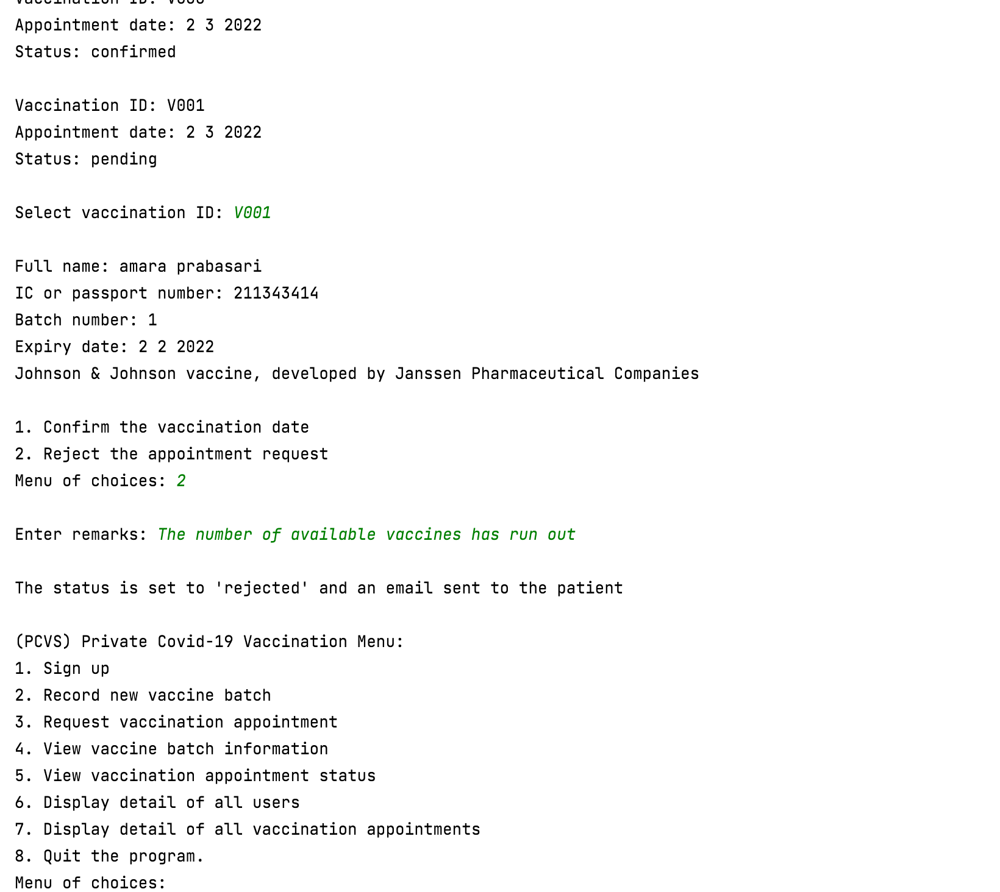 Vaccination ID: V000
Appointment date: 2 3 2022
Status: confirmed
Vaccination ID: V001
Appointment date: 2 3 2022
Status: pending
Select vaccination ID: V001
Full name: amara prabasari
IC or passport number: 211343414
Batch number: 1
Expiry date: 2 2 2022
Johnson & Johnson vaccine, developed by Janssen Pharmaceutical Companies
1. Confirm the vaccination date
2. Reject the appointment request
Menu of choices: 2
Enter remarks: The number of available vaccines has run out
The status is set to 'rejected' and an email sent to the patient
(PCVS) Private Covid-19 Vaccination Menu:
1. Sign up
2. Record new vaccine batch
3. Request vaccination appointment
4. View vaccine batch information
5. View vaccination appointment status
6. Display detail of all users
7. Display detail of all vaccination appointments
8. Quit the program.
Menu of choices: